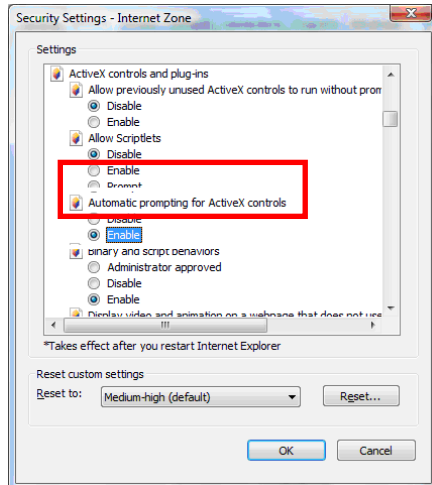 Security Settings - Internet Zone
Settings
ActiveX controls and plug-ins
Allow previously unused ActiveX controls to run without prom
Disable
Enable
Allow Scriptlets
Disable
Enable
Prompt
Automatic prompting for ActiveX controls
Disable
Enable
Binary and script behaviors
Administrator approved
Disable
Enable
Display video and animation on a webpage that does not use
*Takes effect after you restart Internet Explorer
Reset custom settings
Reset to: Medium-high (default) Reset...
OK Cancel